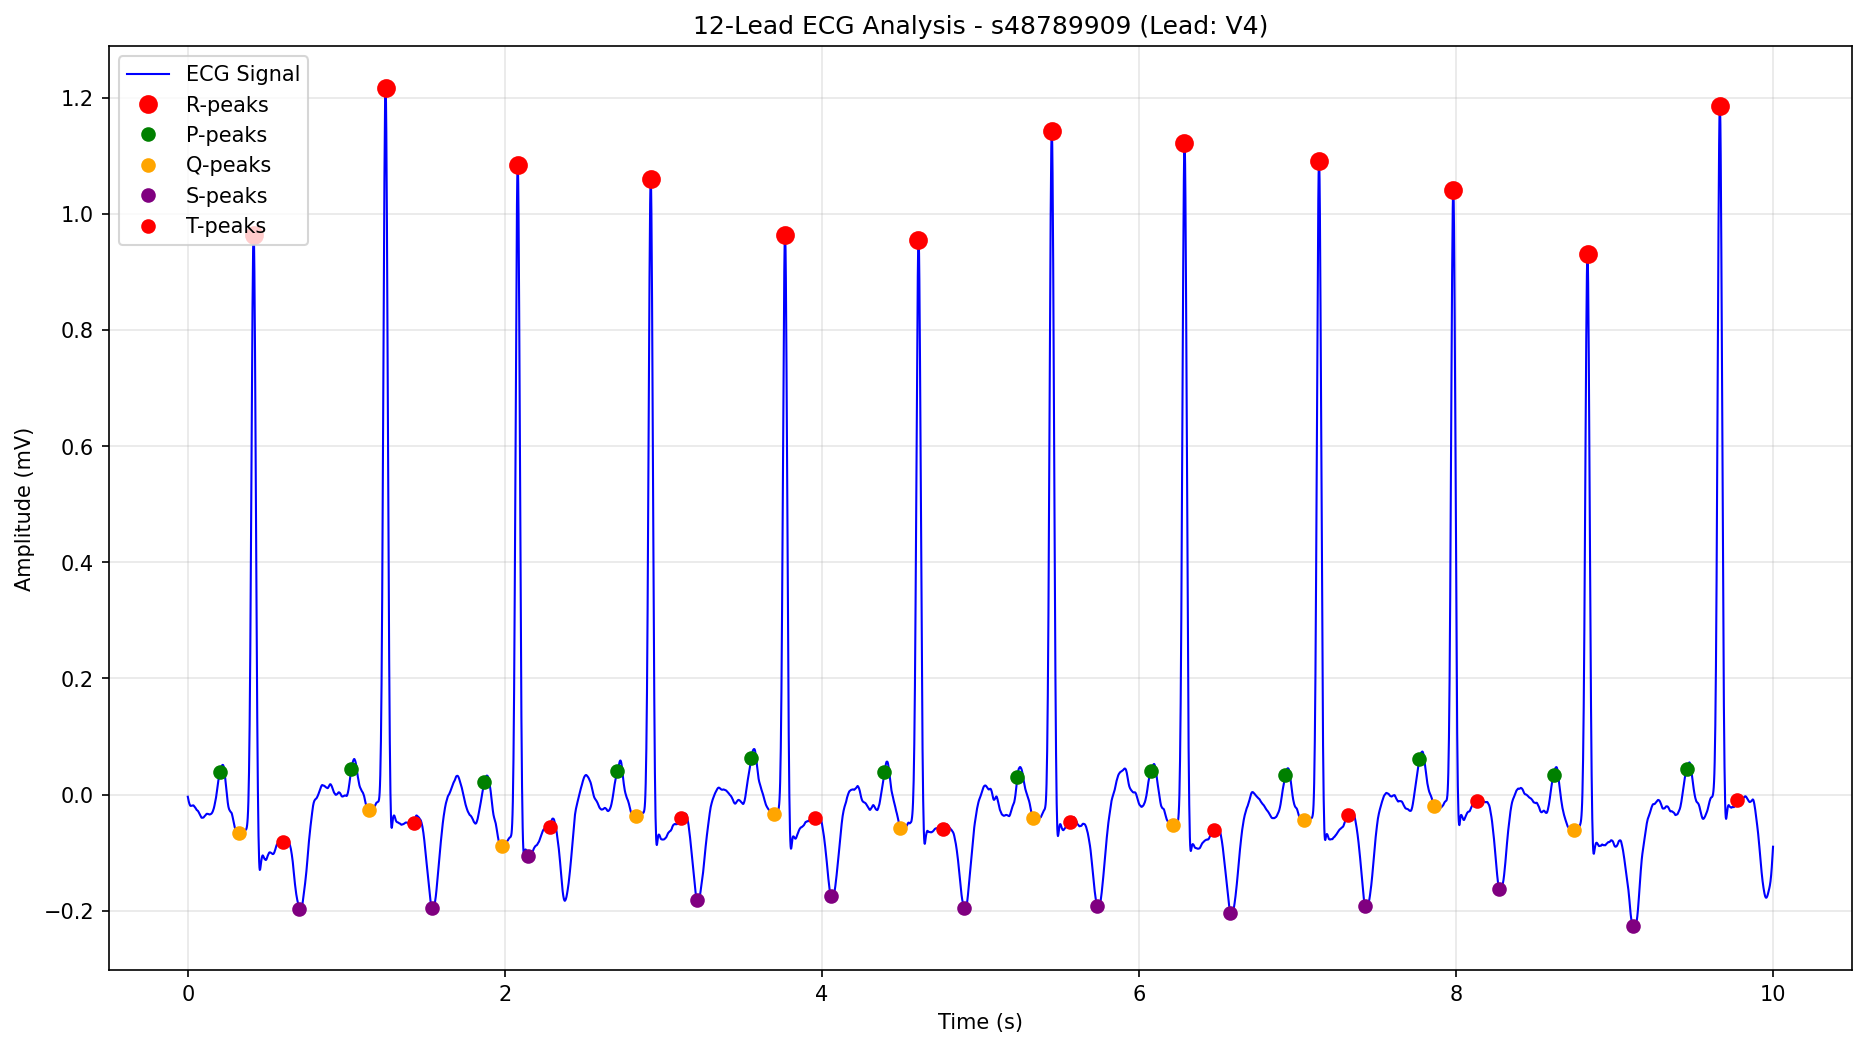 12-Lead ECG Analysis - s48789909 (Lead: V4)
ECG Signal
R-peaks
P-peaks
Q-peaks
S-peaks
T-peaks
1.2
1.0
0.8
0.6
0.4
0.2
0.0
−0.2
Amplitude (mV)
0 2 4 6 8 10
Time (s)